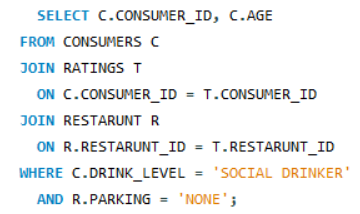 SELECT C.CONSUMER_ID, C.AGE
FROM CONSUMERS C
JOIN RATINGS T
ON C.CONSUMER_ID = T.CONSUMER_ID
JOIN RESTARUNT R
ON R.RESTARUNT_ID = T.RESTARUNT_ID
WHERE C.DRINK_LEVEL = 'SOCIAL DRINKER'
AND R.PARKING = 'NONE';